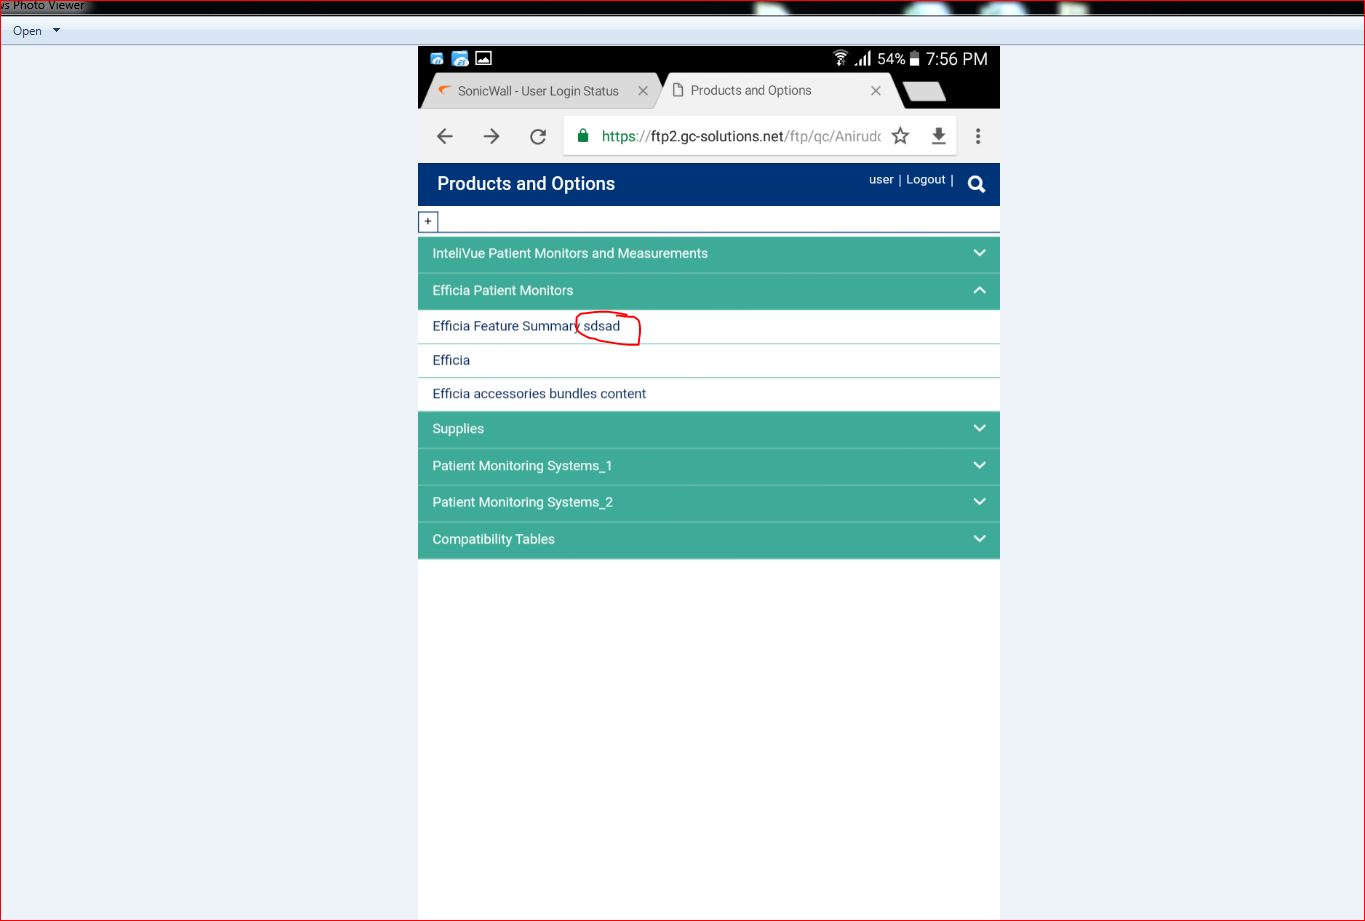 ws Photo Viewer
Open
54% 7:56 PM
SonicWall - User Login Status
Products and Options
https://ftp2.gc-solutions.net/ftp/qc/Anirudd
Products and Options
user | Logout |
+
InteliVue Patient Monitors and Measurements
Efficia Patient Monitors
Efficia Feature Summary sdsad
Efficia
Efficia accessories bundles content
Supplies
Patient Monitoring Systems_1
Patient Monitoring Systems_2
Compatibility Tables